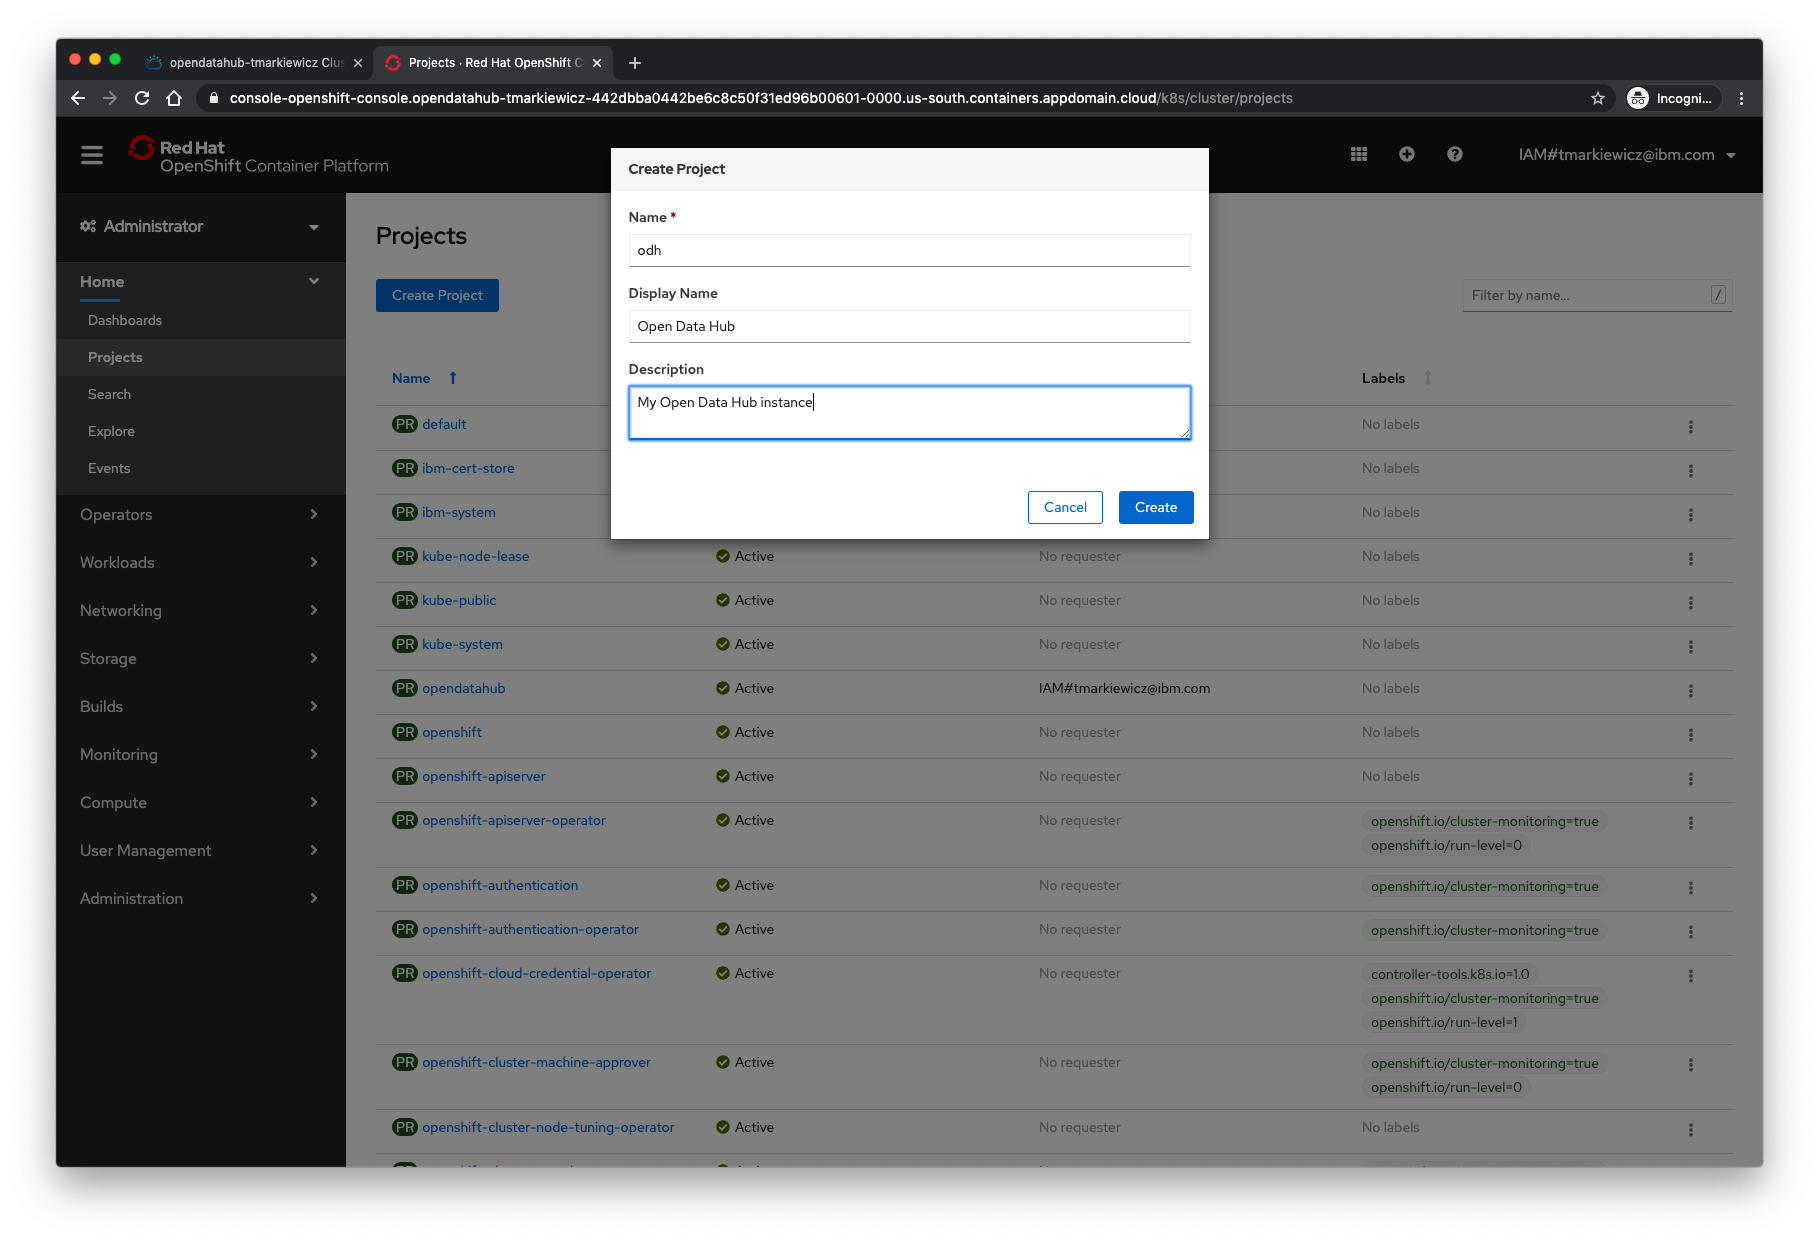 opendatahub-tmarkiewicz Clus
Projects · Red Hat OpenShift C
console-openshift-console.opendatahub-tmarkiewicz-442dbba0442be6c8c50f31ed96b00601-0000.us-south.containers.appdomain.cloud/k8s/cluster/projects
Incogni...
Red Hat
OpenShift Container Platform
IAM#tmarkiewicz@ibm.com
Administrator
Home
Dashboards
Projects
Search
Explore
Events
Operators
Workloads
Networking
Storage
Builds
Monitoring
Compute
User Management
Administration
Projects
Create Project
Filter by name...
/
Create Project
Name *
odh
Display Name
Open Data Hub
Description
My Open Data Hub instance
Cancel
Create
Name
Labels
PR default No labels
PR ibm-cert-store No labels
PR ibm-system No labels
PR kube-node-lease Active No requester No labels
PR kube-public Active No requester No labels
PR kube-system Active No requester No labels
PR opendatahub Active IAM#tmarkiewicz@ibm.com No labels
PR openshift Active No requester No labels
PR openshift-apiserver Active No requester No labels
PR openshift-apiserver-operator Active No requester openshift.io/cluster-monitoring=true
openshift.io/run-level=0
PR openshift-authentication Active No requester openshift.io/cluster-monitoring=true
PR openshift-authentication-operator Active No requester openshift.io/cluster-monitoring=true
PR openshift-cloud-credential-operator Active No requester controller-tools.k8s.io=1.0
openshift.io/cluster-monitoring=true
openshift.io/run-level=1
PR openshift-cluster-machine-approver Active No requester openshift.io/cluster-monitoring=true
openshift.io/run-level=0
PR openshift-cluster-node-tuning-operator Active No requester No labels